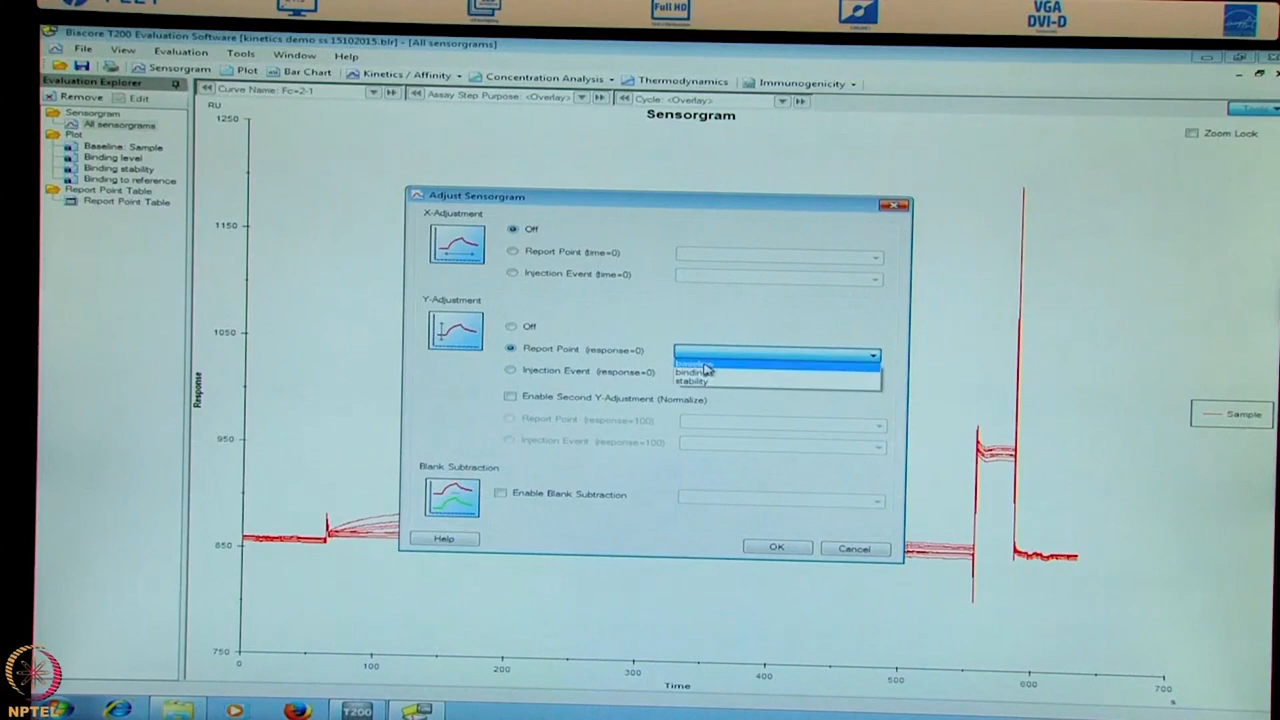 Full HD
VGA
DVI-D
Biacore T200 Evaluation Software [kinetics demo ss 15102015.blr] - [All sensorgrams]
File View Evaluation Tools Window Help
Sensorgram Plot Bar Chart Kinetics / Affinity Concentration Analysis Thermodynamics Immunogenicity
Evaluation Explorer
Remove Edit
Curve Name: Fc=2-1 Assay Step Purpose: <Overlay> Cycle: <Overlay>
Tools
Sensorgram
All sensorgrams
Plot
Baseline: Sample
Binding level
Binding stability
Binding to reference
Report Point Table
Report Point Table
RU
Sensorgram
Zoom Lock
1250
1150
1050
950
850
750
Response
0
100
200
300
400
500
600
700
Time
s
Sample
Adjust Sensorgram
X-Adjustment
Off
Report Point (time=0)
Injection Event (time=0)
Y-Adjustment
Off
Report Point (response=0)
baseline
binding
stability
Injection Event (response=0)
Enable Second Y-Adjustment (Normalize)
Report Point (response=100)
Injection Event (response=100)
Blank Subtraction
Enable Blank Subtraction
Help
OK
Cancel
T200
NPTEL